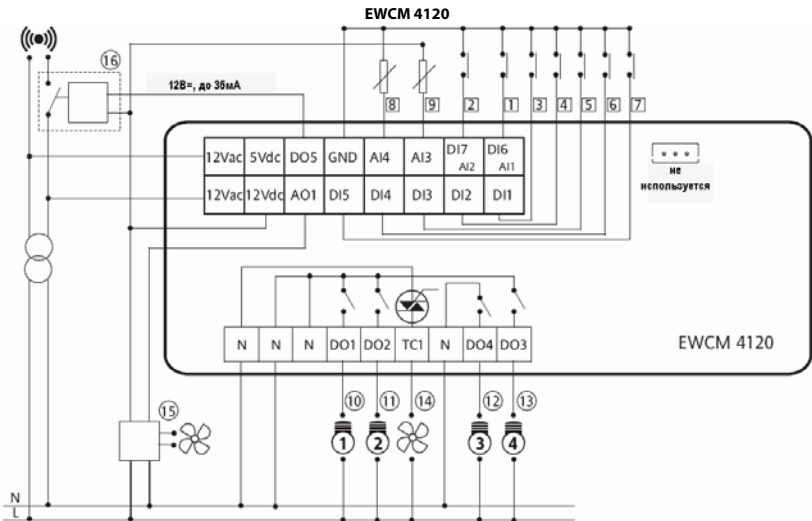 EWCM 4120
16
12В=, до 35мА
8 9 2 1 3 4 5 6 7
12Vac 5Vdc DO5 GND AI4 AI3 DI7 AI2 DI6 AI1
12Vac 12Vdc AO1 DI5 DI4 DI3 DI2 DI1
не
используется
N N N DO1 DO2 TC1 N DO4 DO3
EWCM 4120
15 10 11 14 12 13
1 2 3 4
N
L